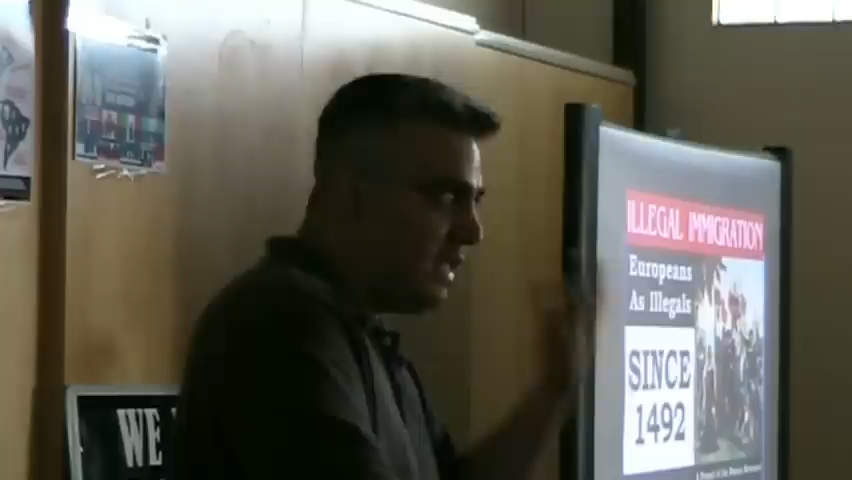 ILLEGAL IMMIGRATION
Europeans
As Illegals
SINCE
1492
WE